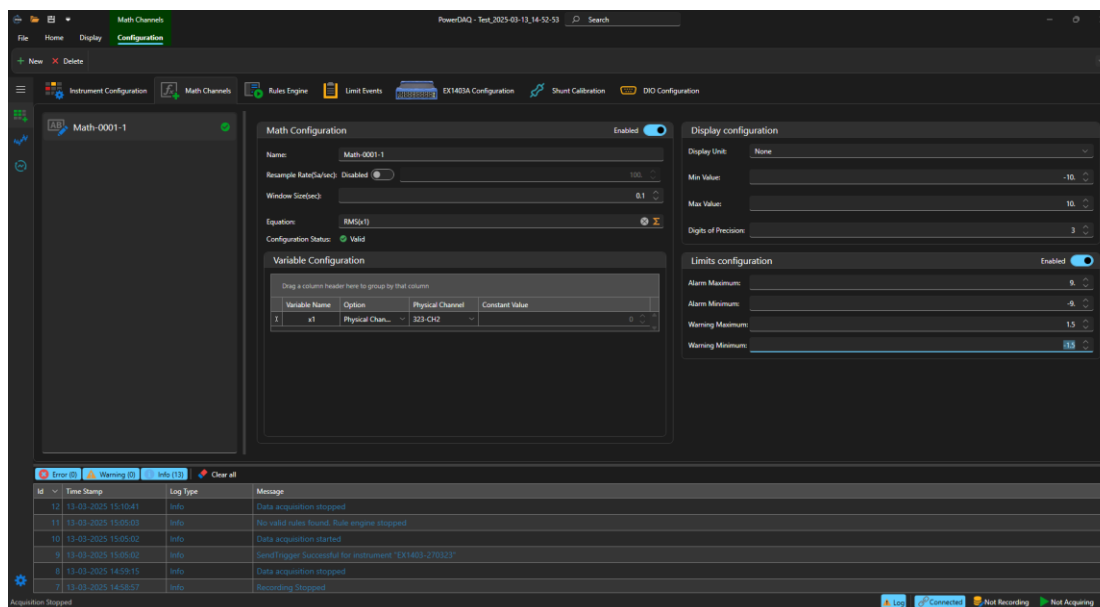 Math Channels
PowerDAQ - Test_2025-03-13_14-52-53
Search
File Home Display Configuration
New Delete
Instrument Configuration Math Channels Rules Engine Limit Events EX1403A Configuration Shunt Calibration DIO Configuration
Math-0001-1
Math Configuration Enabled
Name: Math-0001-1
Resample Rate(Sa/sec): Disabled 100.
Window Size(sec): 0.1
Equation: RMS(x1)
Configuration Status: Valid
Variable Configuration
Drag a column header here to group by that column
Variable Name Option Physical Channel Constant Value
x1 Physical Chan... 323-CH2 0
Display configuration
Display Unit: None
Min Value: -10.
Max Value: 10.
Digits of Precision: 3
Limits configuration Enabled
Alarm Maximum: 9.
Alarm Minimum: -9.
Warning Maximum: 1.5
Warning Minimum: -1.5
Error (0) Warning (0) Info (13) Clear all
Id Time Stamp Log Type Message
12 13-03-2025 15:10:41 Info Data acquisition stopped
11 13-03-2025 15:05:03 Info No valid rules found. Rule engine stopped
10 13-03-2025 15:05:02 Info Data acquisition started
9 13-03-2025 15:05:02 Info SendTrigger Successful for instrument "EX1403-270323"
8 13-03-2025 14:59:15 Info Data acquisition stopped
7 13-03-2025 14:58:57 Info Recording Stopped
Acquisition Stopped Log Connected Not Recording Not Acquiring